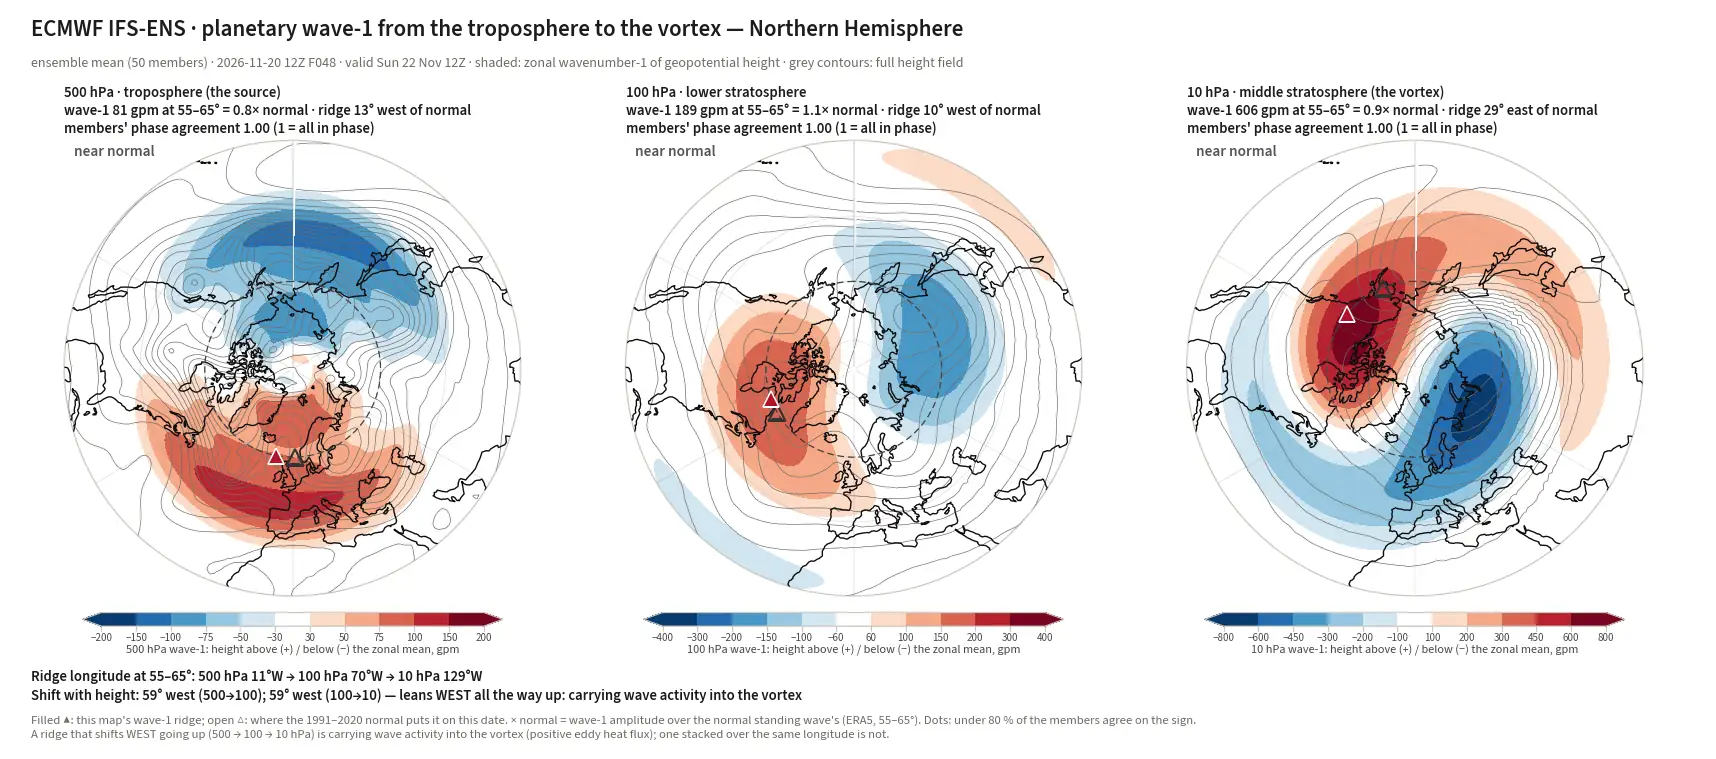 ECMWF IFS-ENS · planetary wave-1 from the troposphere to the vortex — Northern Hemisphere
ensemble mean (50 members) · 2026-11-20 12Z F048 · valid Sun 22 Nov 12Z · shaded: zonal wavenumber-1 of geopotential height · grey contours: full height field
500 hPa · troposphere (the source)
wave-1 81 gpm at 55–65° = 0.8× normal · ridge 13° west of normal
members' phase agreement 1.00 (1 = all in phase)
near normal
100 hPa · lower stratosphere
wave-1 189 gpm at 55–65° = 1.1× normal · ridge 10° west of normal
members' phase agreement 1.00 (1 = all in phase)
near normal
10 hPa · middle stratosphere (the vortex)
wave-1 606 gpm at 55–65° = 0.9× normal · ridge 29° east of normal
members' phase agreement 1.00 (1 = all in phase)
near normal
−200 −150 −100 −75 −50 −30 30 50 75 100 150 200
500 hPa wave-1: height above (+) / below (−) the zonal mean, gpm
−400 −300 −200 −150 −100 −60 60 100 150 200 300 400
100 hPa wave-1: height above (+) / below (−) the zonal mean, gpm
−800 −600 −450 −300 −200 −100 100 200 300 450 600 800
10 hPa wave-1: height above (+) / below (−) the zonal mean, gpm
Ridge longitude at 55–65°: 500 hPa 11°W → 100 hPa 70°W → 10 hPa 129°W
Shift with height: 59° west (500→100); 59° west (100→10) — leans WEST all the way up: carrying wave activity into the vortex
Filled ▲: this map's wave-1 ridge; open △: where the 1991–2020 normal puts it on this date. × normal = wave-1 amplitude over the normal standing wave's (ERA5, 55–65°). Dots: under 80 % of the members agree on the sign.
A ridge that shifts WEST going up (500 → 100 → 10 hPa) is carrying wave activity into the vortex (positive eddy heat flux); one stacked over the same longitude is not.